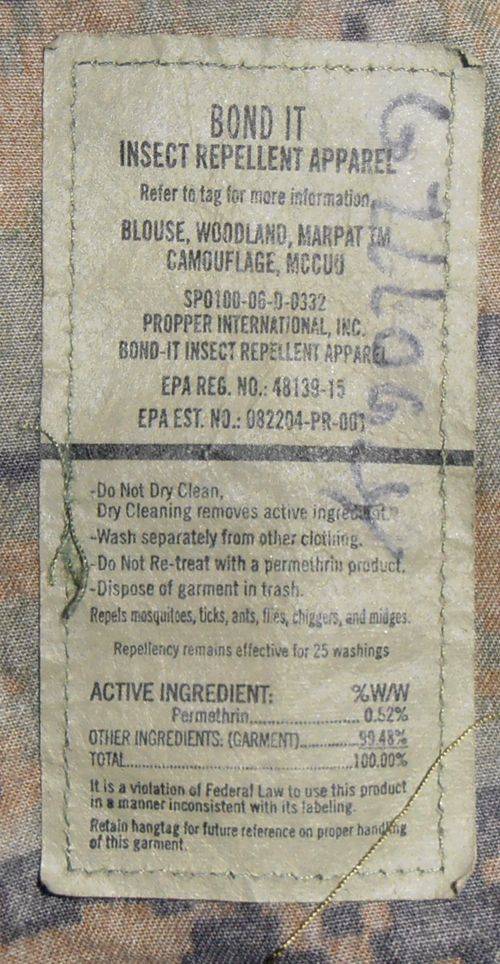 BOND IT
INSECT REPELLENT APPAREL
Refer to tag for more information.
BLOUSE, WOODLAND, MARPAT TM
CAMOUFLAGE, MCCUU
SPO100-06-D-0332
PROPPER INTERNATIONAL, INC.
BOND-IT INSECT REPELLENT APPAREL
EPA REG. NO.: 48139-15
EPA EST. NO.: 082204-PR-001
-Do Not Dry Clean,
Dry Cleaning removes active ingredient.
-Wash separately from other clothing.
-Do Not Re-treat with a permethrin product.
-Dispose of garment in trash.
Repels mosquitoes, ticks, ants, flies, chiggers, and midges.
Repellency remains effective for 25 washings
ACTIVE INGREDIENT: %W/W
Permethrin.................... 0.52%
OTHER INGREDIENTS: (GARMENT)............99.48%
TOTAL..........................................100.00%
It is a violation of Federal Law to use this product
in a manner inconsistent with its labeling.
Retain hangtag for future reference on proper handling
of this garment.